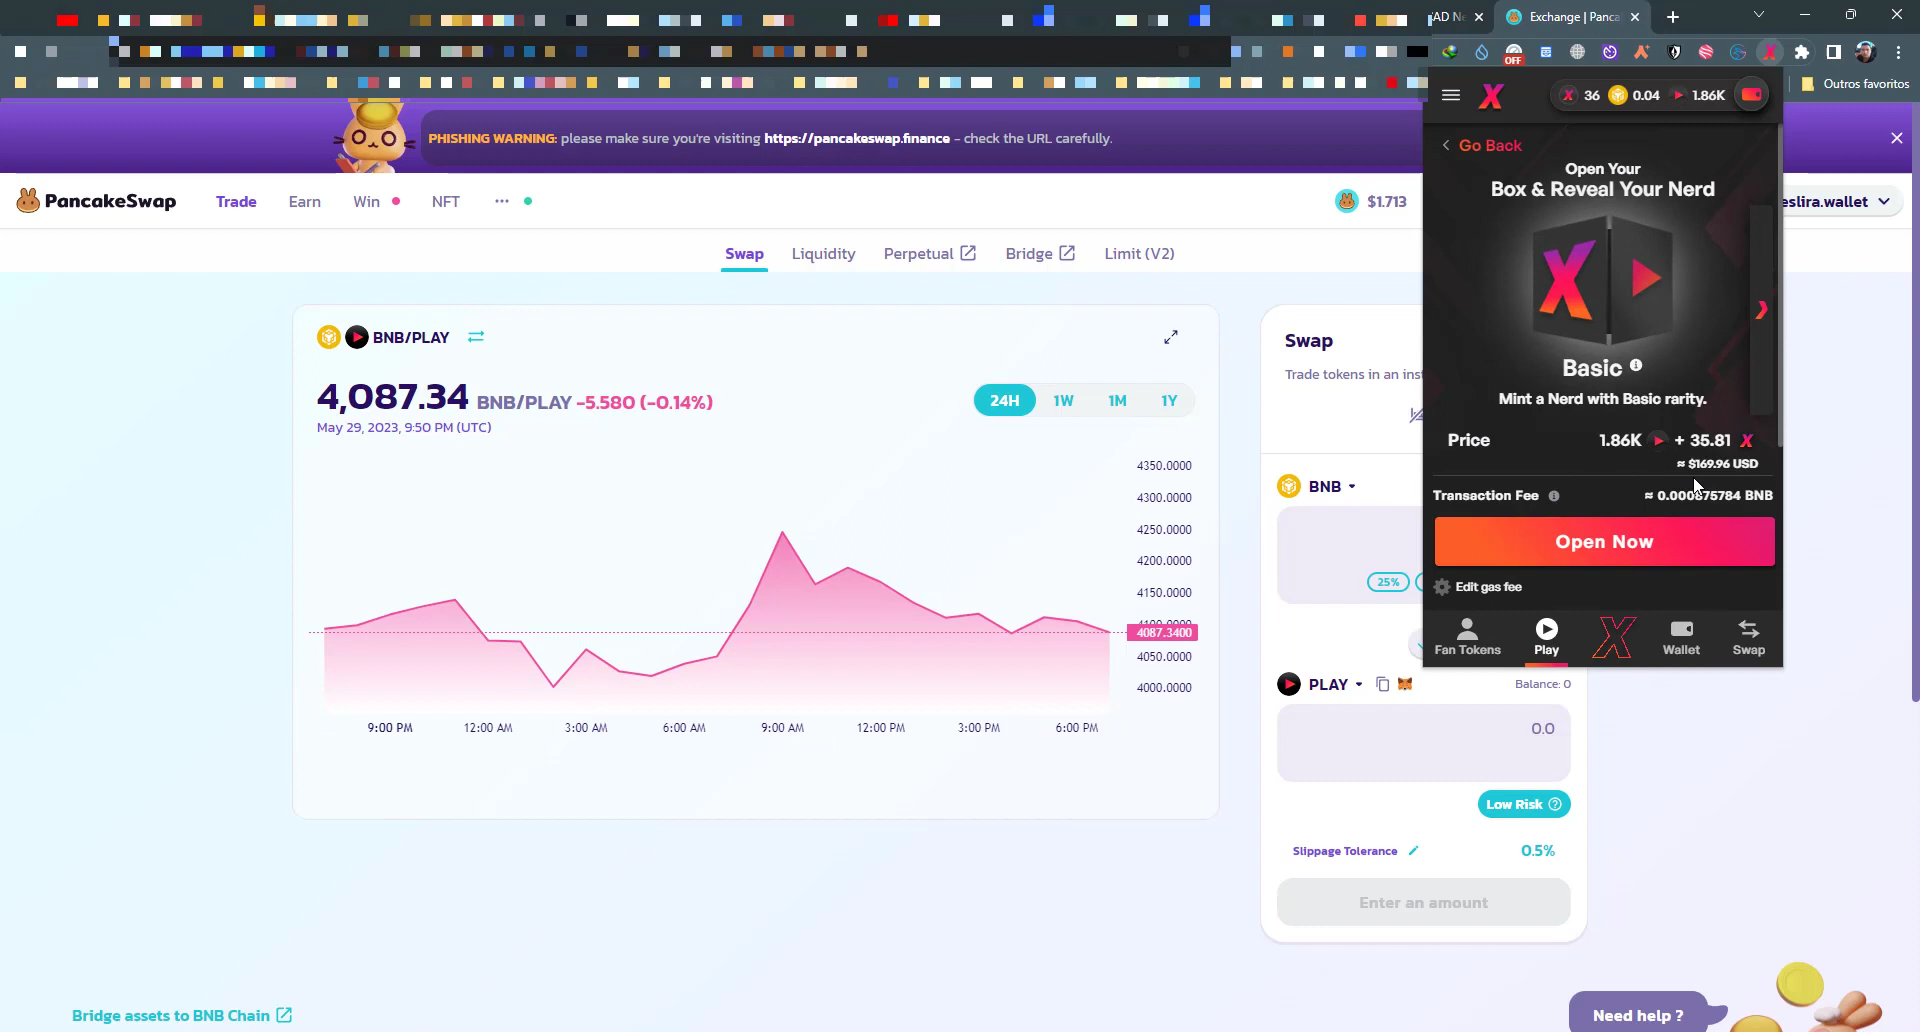 AD N
Exchange | Panca
OFF
Outros favoritos
PHISHING WARNING: please make sure you're visiting https://pancakeswap.finance - check the URL carefully.
PancakeSwap
Trade
Earn
Win
NFT
$1.713
eslira.wallet
Swap
Liquidity
Perpetual
Bridge
Limit (V2)
BNB/PLAY
4,087.34 BNB/PLAY -5.580 (-0.14%)
May 29, 2023, 9:50 PM (UTC)
24H
1W
1M
1Y
4350.0000
4300.0000
4250.0000
4200.0000
4150.0000
4087.3400
4050.0000
4000.0000
9:00 PM
12:00 AM
3:00 AM
6:00 AM
9:00 AM
12:00 PM
3:00 PM
6:00 PM
Swap
Trade tokens in an inst
BNB
25%
PLAY
Balance: 0
0.0
Low Risk
Slippage Tolerance
0.5%
Enter an amount
Bridge assets to BNB Chain
Need help ?
X
36
0.04
1.86K
Go Back
Open Your
Box & Reveal Your Nerd
X
Basic
Mint a Nerd with Basic rarity.
Price
1.86K + 35.81 X
≈ $169.96 USD
Transaction Fee
≈ 0.000875784 BNB
Open Now
Edit gas fee
Fan Tokens
Play
X
Wallet
Swap